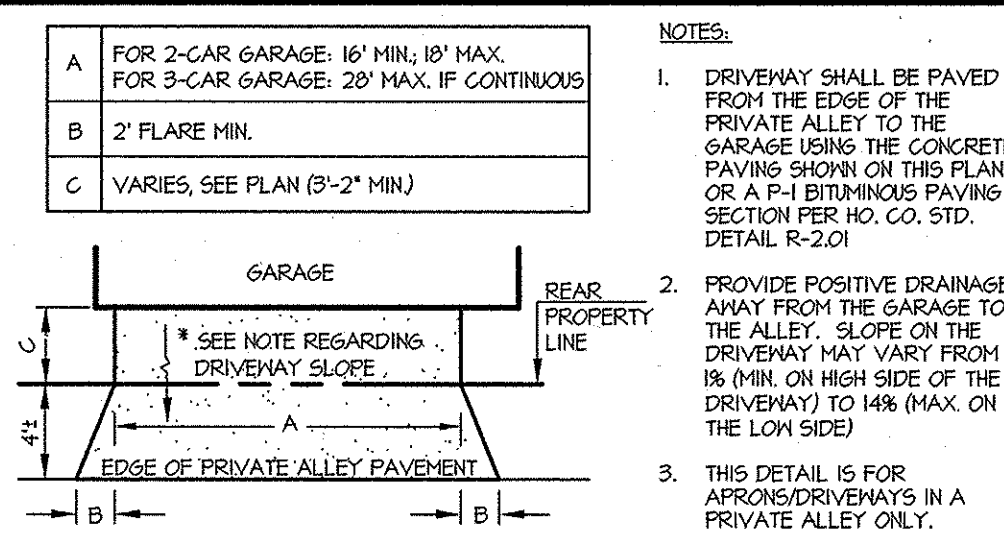 A
FOR 2-CAR GARAGE: 16' MIN.; 18' MAX.
FOR 3-CAR GARAGE: 28' MAX. IF CONTINUOUS
B
2' FLARE MIN.
C
VARIES, SEE PLAN (3'-2" MIN.)
GARAGE
REAR
PROPERTY
LINE
C
* SEE NOTE REGARDING
DRIVEWAY SLOPE
4'±
A
EDGE OF PRIVATE ALLEY PAVEMENT
B
B
NOTES:
1. DRIVEWAY SHALL BE PAVED
FROM THE EDGE OF THE
PRIVATE ALLEY TO THE
GARAGE USING THE CONCRETE
PAVING SHOWN ON THIS PLAN
OR A P-1 BITUMINOUS PAVING
SECTION PER HO. CO. STD.
DETAIL R-2.01
2. PROVIDE POSITIVE DRAINAGE
AWAY FROM THE GARAGE TO
THE ALLEY. SLOPE ON THE
DRIVEWAY MAY VARY FROM
1% (MIN. ON HIGH SIDE OF THE
DRIVEWAY) TO 14% (MAX. ON
THE LOW SIDE)
3. THIS DETAIL IS FOR
APRONS/DRIVEWAYS IN A
PRIVATE ALLEY ONLY.